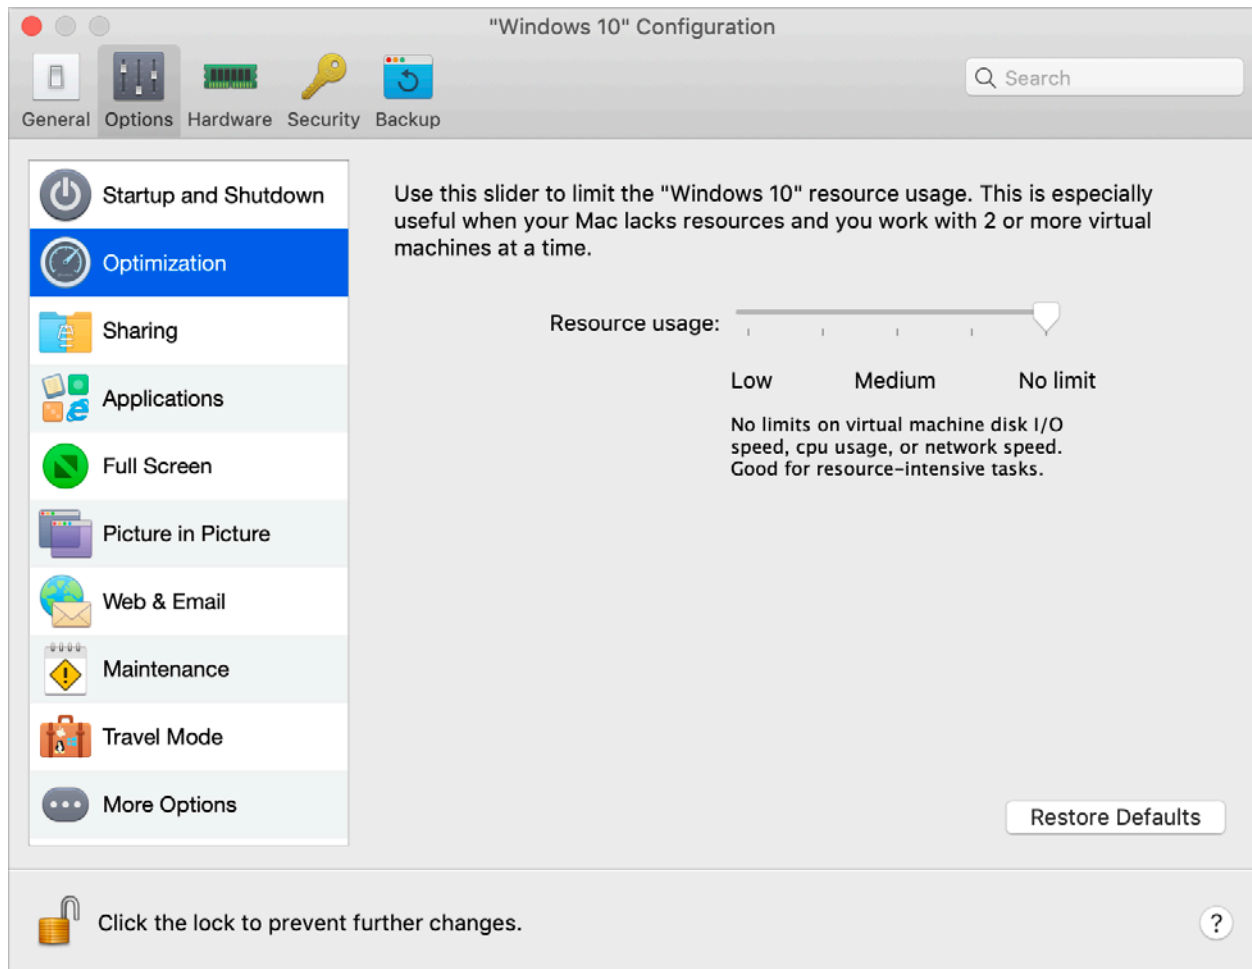 "Windows 10" Configuration
Search
General Options Hardware Security Backup
Startup and Shutdown
Optimization
Sharing
Applications
Full Screen
Picture in Picture
Web & Email
Maintenance
Travel Mode
More Options
Use this slider to limit the "Windows 10" resource usage. This is especially
useful when your Mac lacks resources and you work with 2 or more virtual
machines at a time.
Resource usage:
Low Medium No limit
No limits on virtual machine disk I/O
speed, cpu usage, or network speed.
Good for resource-intensive tasks.
Restore Defaults
Click the lock to prevent further changes.
?